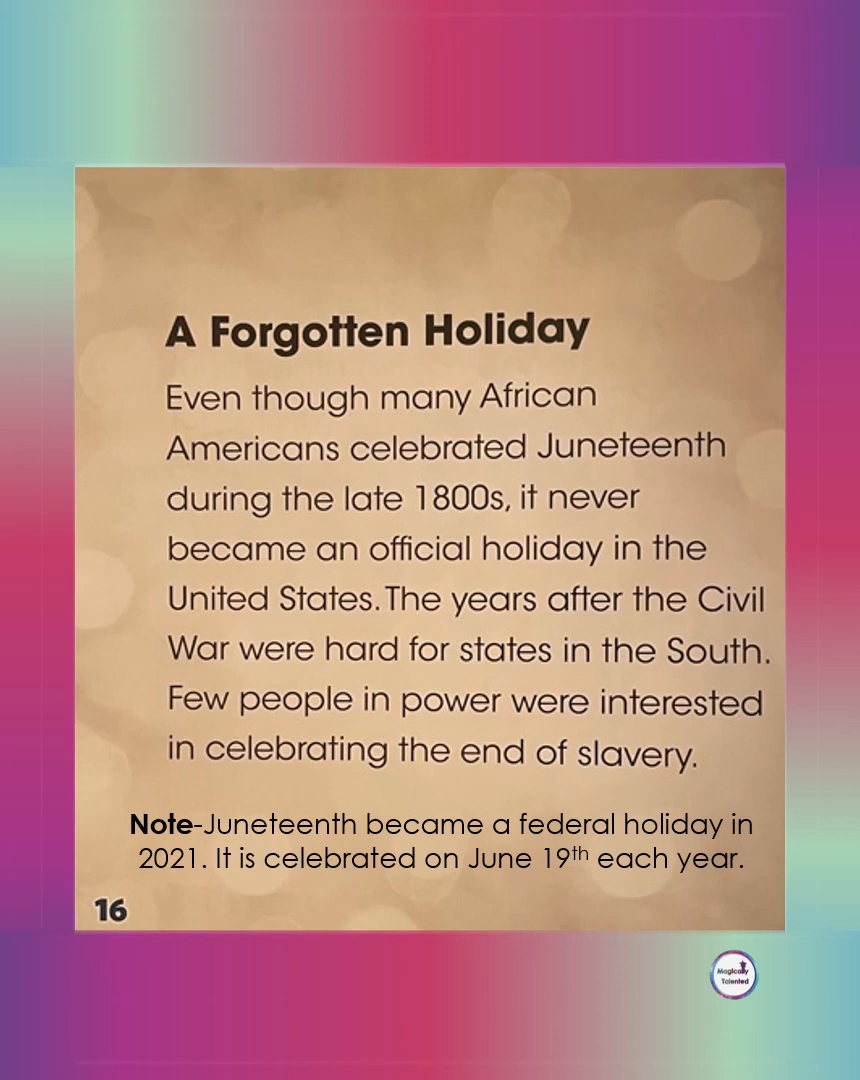 A Forgotten Holiday
Even though many African
Americans celebrated Juneteenth
during the late 1800s, it never
became an official holiday in the
United States. The years after the Civil
War were hard for states in the South.
Few people in power were interested
in celebrating the end of slavery.
Note-Juneteenth became a federal holiday in
2021. It is celebrated on June 19th each year.
16
Magically
Talented